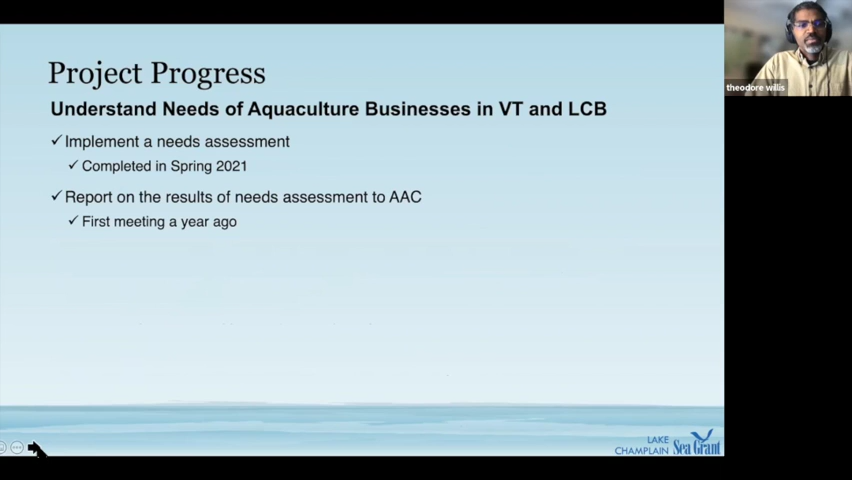 Project Progress
Understand Needs of Aquaculture Businesses in VT and LCB
✓Implement a needs assessment
✓Completed in Spring 2021
✓Report on the results of needs assessment to AAC
✓First meeting a year ago
theodore willis
LAKE
CHAMPLAIN
Sea Grant